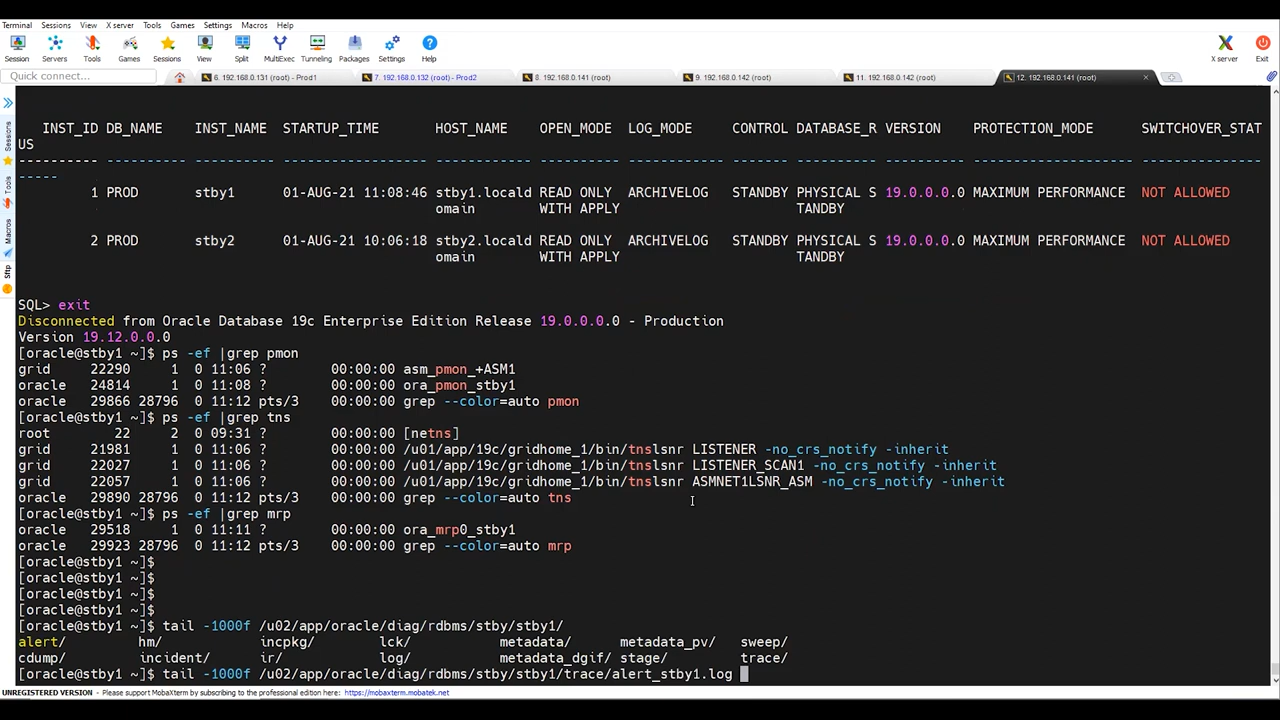 Terminal Sessions View X server Tools Games Settings Macros Help
Session Servers Tools Games Sessions View Split MultiExec Tunneling Packages Settings Help X server Exit
Quick connect...
6. 192.168.0.131 (root) - Prod1
7. 192.168.0.132 (root) - Prod2
8. 192.168.0.141 (root)
9. 192.168.0.142 (root)
11. 192.168.0.142 (root)
12. 192.168.0.141 (root)
Sessions
Tools
Macros
Sftp
INST_ID DB_NAME INST_NAME STARTUP_TIME HOST_NAME OPEN_MODE LOG_MODE CONTROL DATABASE_R VERSION PROTECTION_MODE SWITCHOVER_STAT
US
---------- ---------- ---------- -------------------- ---------- ---------- ---------- ------- ---------- ---------- -------------------- ---------------
-----
1 PROD stby1 01-AUG-21 11:08:46 stby1.locald READ ONLY ARCHIVELOG STANDBY PHYSICAL S 19.0.0.0.0 MAXIMUM PERFORMANCE NOT ALLOWED
omain WITH APPLY TANDBY
2 PROD stby2 01-AUG-21 10:06:18 stby2.locald READ ONLY ARCHIVELOG STANDBY PHYSICAL S 19.0.0.0.0 MAXIMUM PERFORMANCE NOT ALLOWED
omain WITH APPLY TANDBY
SQL> exit
Disconnected from Oracle Database 19c Enterprise Edition Release 19.0.0.0.0 - Production
Version 19.12.0.0.0
[oracle@stby1 ~]$ ps -ef |grep pmon
grid 22290 1 0 11:06 ? 00:00:00 asm_pmon_+ASM1
oracle 24814 1 0 11:08 ? 00:00:00 ora_pmon_stby1
oracle 29866 28796 0 11:12 pts/3 00:00:00 grep --color=auto pmon
[oracle@stby1 ~]$ ps -ef |grep tns
root 22 2 0 09:31 ? 00:00:00 [netns]
grid 21981 1 0 11:06 ? 00:00:00 /u01/app/19c/gridhome_1/bin/tnslsnr LISTENER -no_crs_notify -inherit
grid 22027 1 0 11:06 ? 00:00:00 /u01/app/19c/gridhome_1/bin/tnslsnr LISTENER_SCAN1 -no_crs_notify -inherit
grid 22057 1 0 11:06 ? 00:00:00 /u01/app/19c/gridhome_1/bin/tnslsnr ASMNET1LSNR_ASM -no_crs_notify -inherit
oracle 29890 28796 0 11:12 pts/3 00:00:00 grep --color=auto tns
[oracle@stby1 ~]$ ps -ef |grep mrp
oracle 29518 1 0 11:11 ? 00:00:00 ora_mrp0_stby1
oracle 29923 28796 0 11:12 pts/3 00:00:00 grep --color=auto mrp
[oracle@stby1 ~]$
[oracle@stby1 ~]$
[oracle@stby1 ~]$
[oracle@stby1 ~]$
[oracle@stby1 ~]$ tail -1000f /u02/app/oracle/diag/rdbms/stby/stby1/
alert/ hm/ incpkg/ lck/ metadata/ metadata_pv/ sweep/
cdump/ incident/ ir/ log/ metadata_dgif/ stage/ trace/
[oracle@stby1 ~]$ tail -1000f /u02/app/oracle/diag/rdbms/stby/stby1/trace/alert_stby1.log
UNREGISTERED VERSION - Please support MobaXterm by subscribing to the professional edition here: https://mobaxterm.mobatek.net